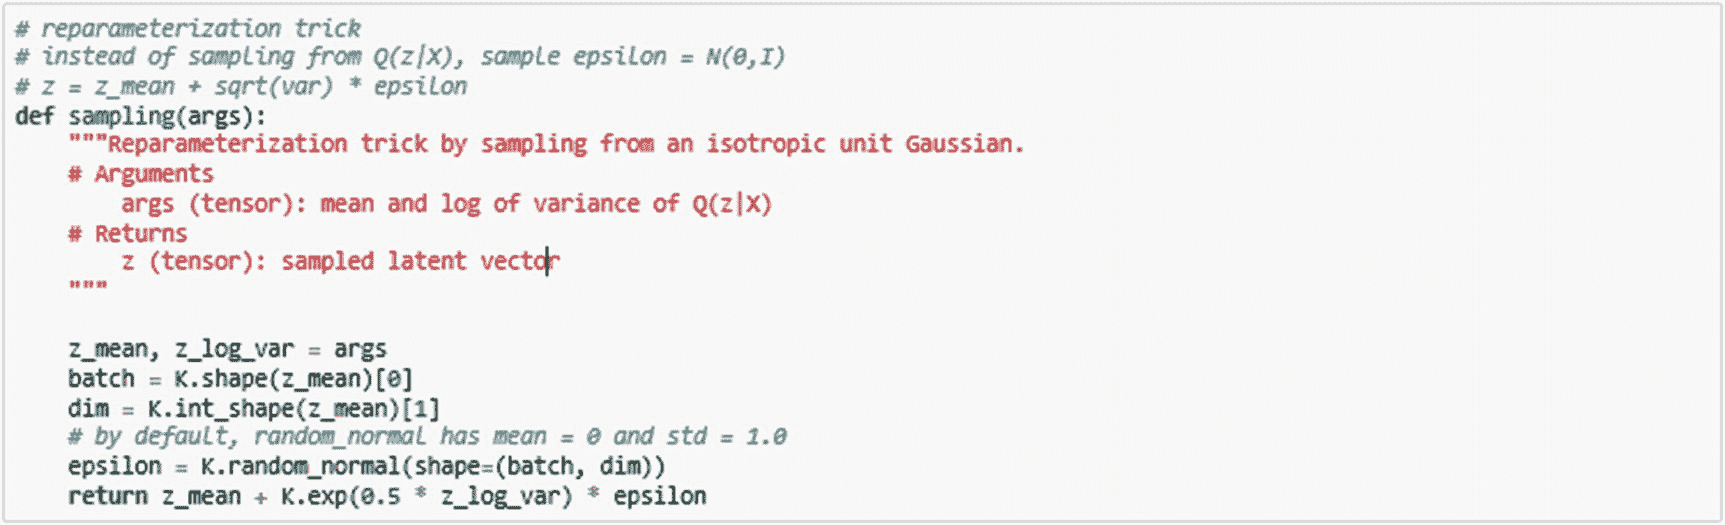 # reparameterization trick
# instead of sampling from Q(z|X), sample epsilon = N(0,I)
# z = z_mean + sqrt(var) * epsilon
def sampling(args):
    """Reparameterization trick by sampling from an isotropic unit Gaussian.
    # Arguments
        args (tensor): mean and log of variance of Q(z|X)
    # Returns
        z (tensor): sampled latent vector
    """
    z_mean, z_log_var = args
    batch = K.shape(z_mean)[0]
    dim = K.int_shape(z_mean)[1]
    # by default, random_normal has mean = 0 and std = 1.0
    epsilon = K.random_normal(shape=(batch, dim))
    return z_mean + K.exp(0.5 * z_log_var) * epsilon